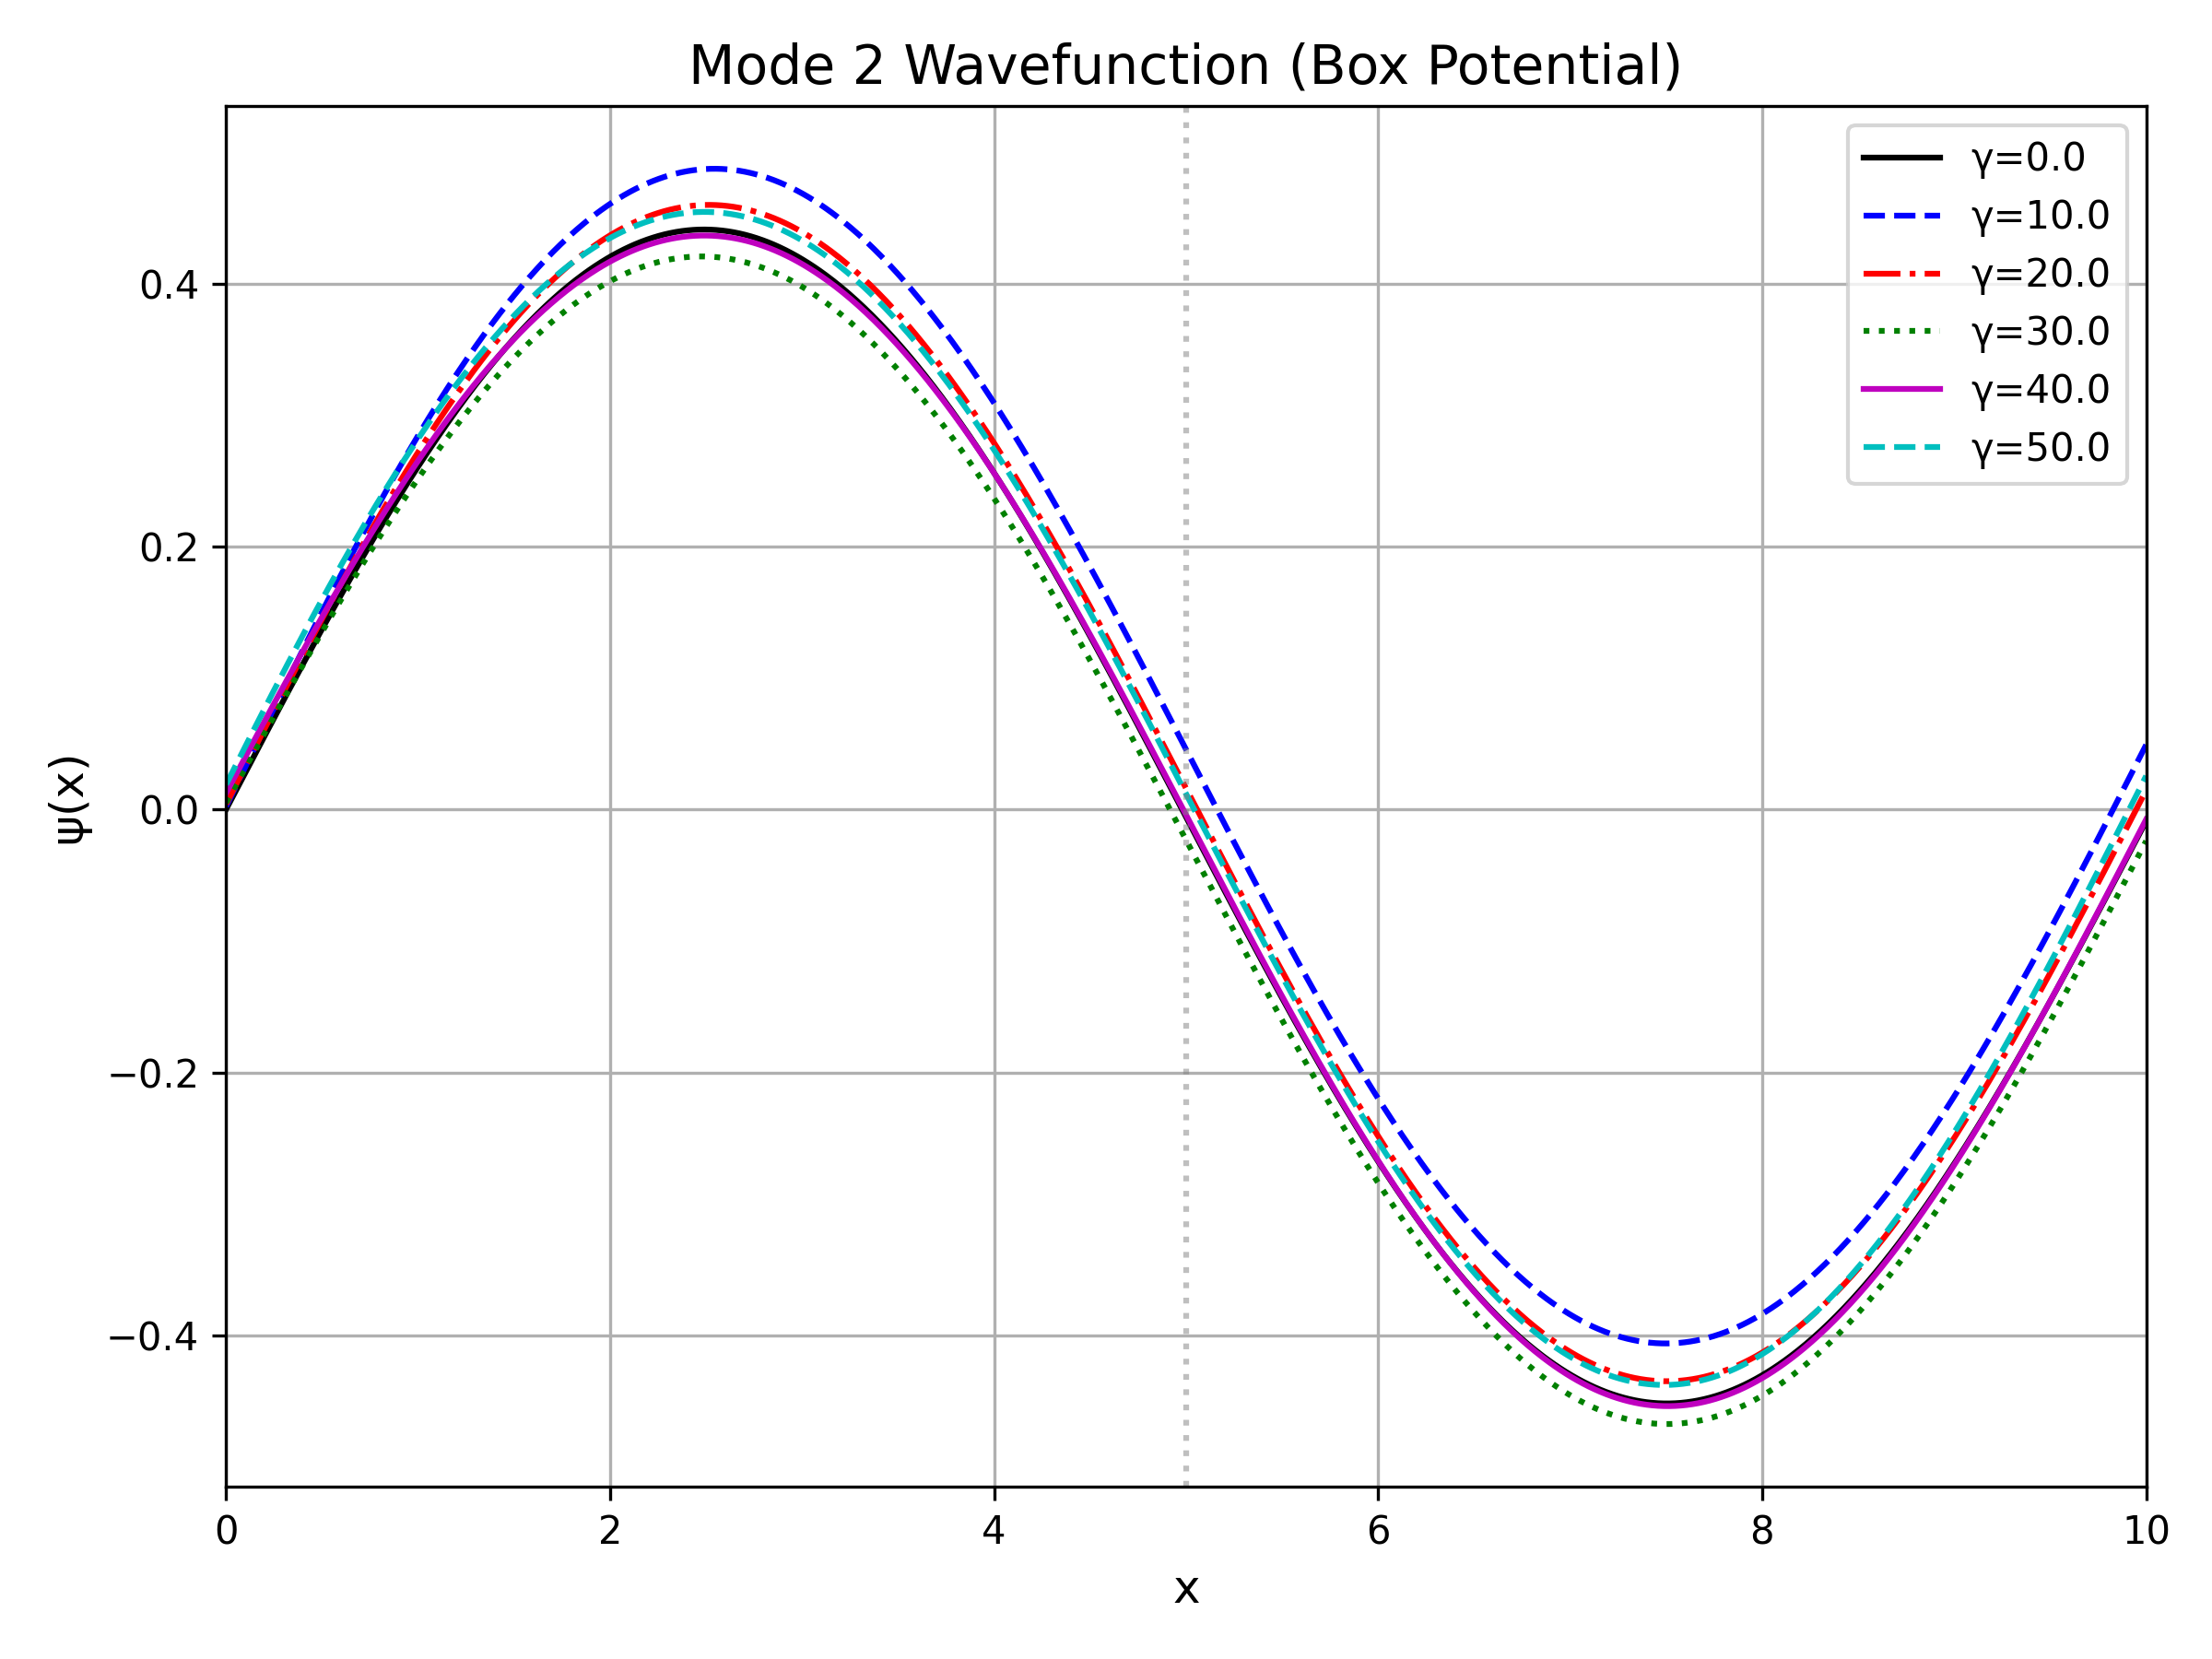 Mode 2 Wavefunction (Box Potential)
γ=0.0
γ=10.0
γ=20.0
γ=30.0
γ=40.0
γ=50.0
ψ(x)
0.4
0.2
0.0
−0.2
−0.4
0 2 4 6 8 10
x